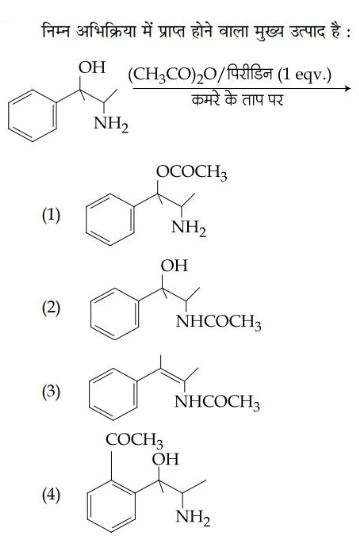 निम्न अभिक्रिया में प्राप्त होने वाला मुख्य उत्पाद है :
OH
(CH₃CO)₂O/पिरीडिन (1 eqv.)
कमरे के ताप पर
NH₂
(1)
OCOCH₃
NH₂
(2)
OH
NHCOCH₃
(3)
NHCOCH₃
(4)
COCH₃
OH
NH₂